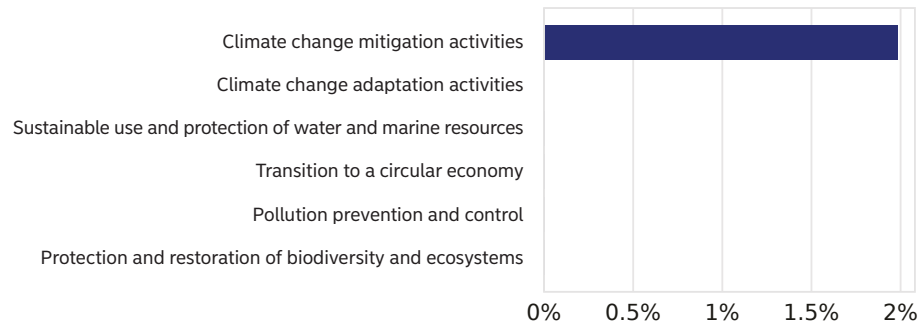 Climate change mitigation activities
Climate change adaptation activities
Sustainable use and protection of water and marine resources
Transition to a circular economy
Pollution prevention and control
Protection and restoration of biodiversity and ecosystems
0% 0.5% 1% 1.5% 2%